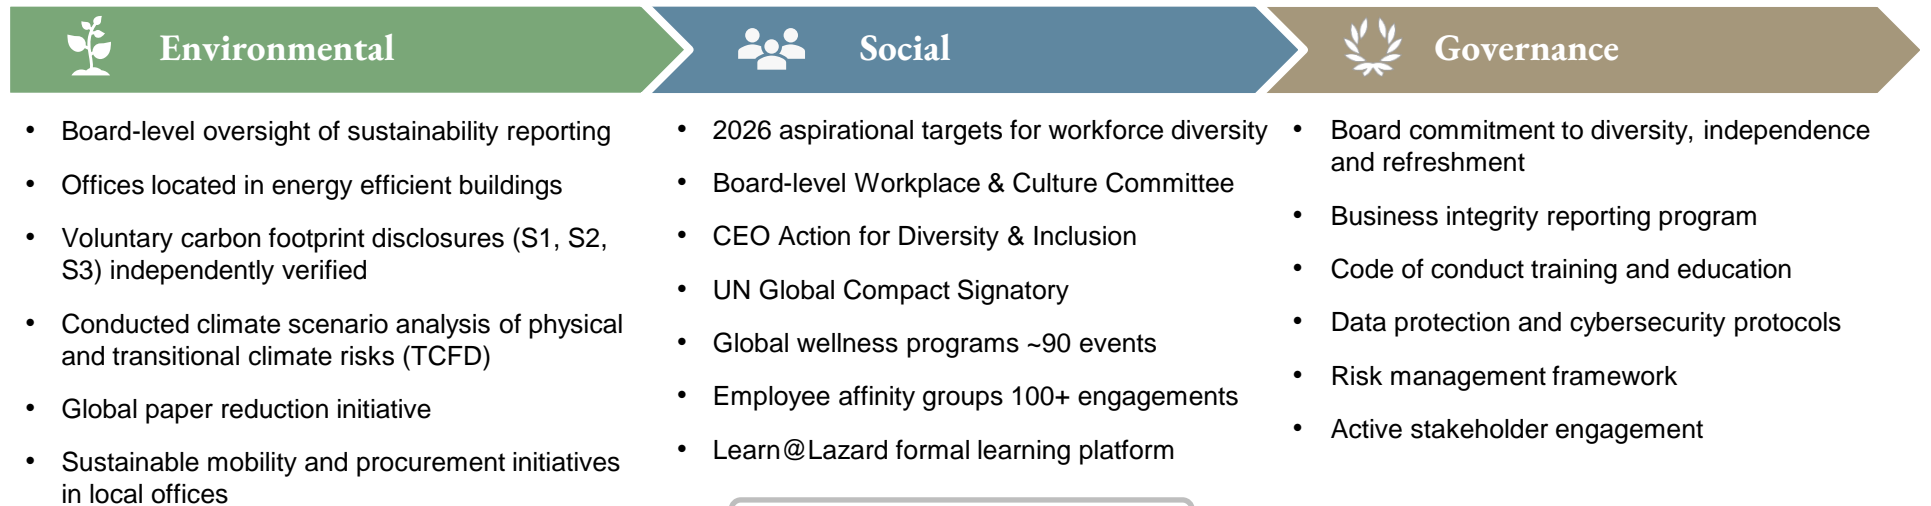 Environmental
• Board-level oversight of sustainability reporting
• Offices located in energy efficient buildings
• Voluntary carbon footprint disclosures (S1, S2,
S3) independently verified
• Conducted climate scenario analysis of physical
and transitional climate risks (TCFD)
• Global paper reduction initiative
• Sustainable mobility and procurement initiatives
in local offices
Social
• 2026 aspirational targets for workforce diversity
• Board-level Workplace & Culture Committee
• CEO Action for Diversity & Inclusion
• UN Global Compact Signatory
• Global wellness programs ~90 events
• Employee affinity groups 100+ engagements
• Learn@Lazard formal learning platform
Governance
• Board commitment to diversity, independence
and refreshment
• Business integrity reporting program
• Code of conduct training and education
• Data protection and cybersecurity protocols
• Risk management framework
• Active stakeholder engagement